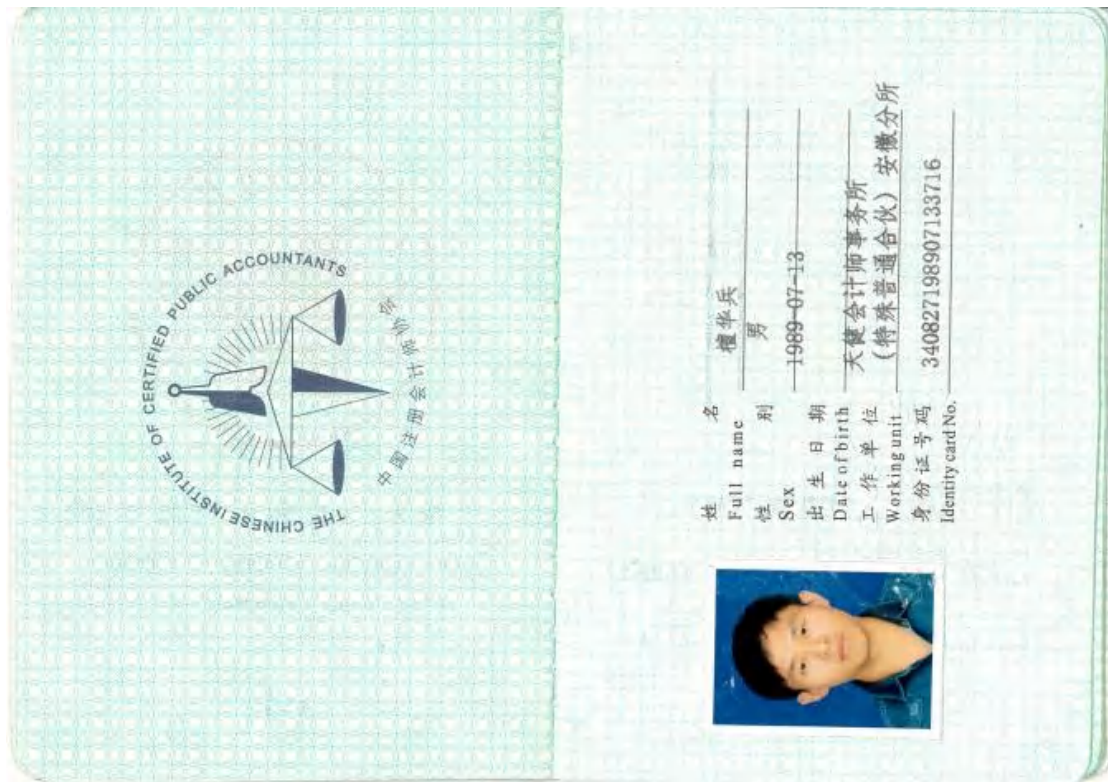 THE CHINESE INSTITUTE OF CERTIFIED PUBLIC ACCOUNTANTS
中国注册会计师协会
姓 名 檀华兵
Full name
性 别 男
Sex
出 生 日 期 1989-07-13
Date of birth
工 作 单 位 天健会计师事务所
Working unit (特殊普通合伙) 安徽分所
身份证号码 340827198907133716
Identity card No.